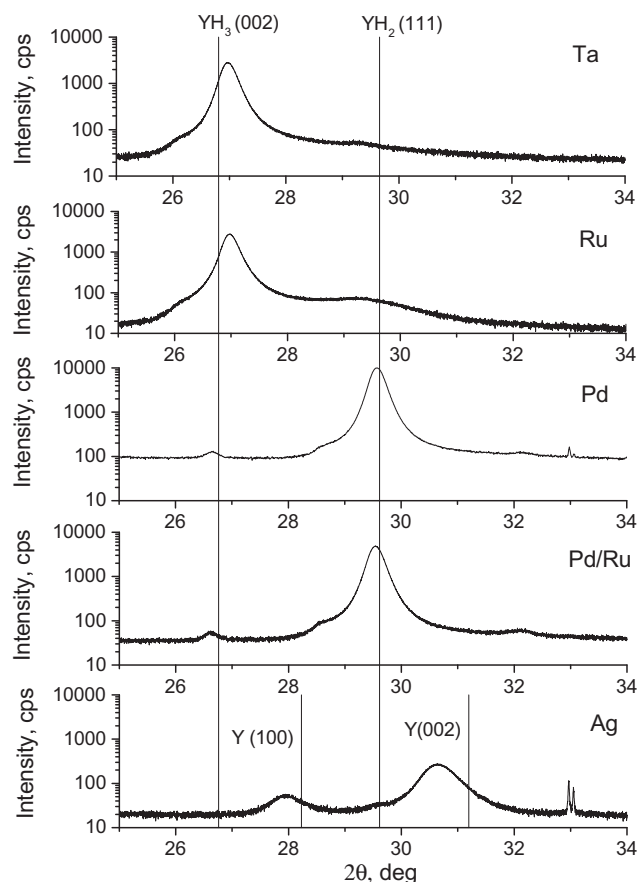 YH₃ (002) YH₂ (111)
Intensity, cps
10000
1000
100
10
Ta
26 28 30 32 34
Intensity, cps
10000
1000
100
10
Ru
26 28 30 32 34
Intensity, cps
10000
1000
100
10
Pd
26 28 30 32 34
Intensity, cps
10000
1000
100
10
Pd/Ru
26 28 30 32 34
Intensity, cps
10000
1000
100
10
Y (100) Y(002) Ag
26 28 30 32 34
2θ, deg